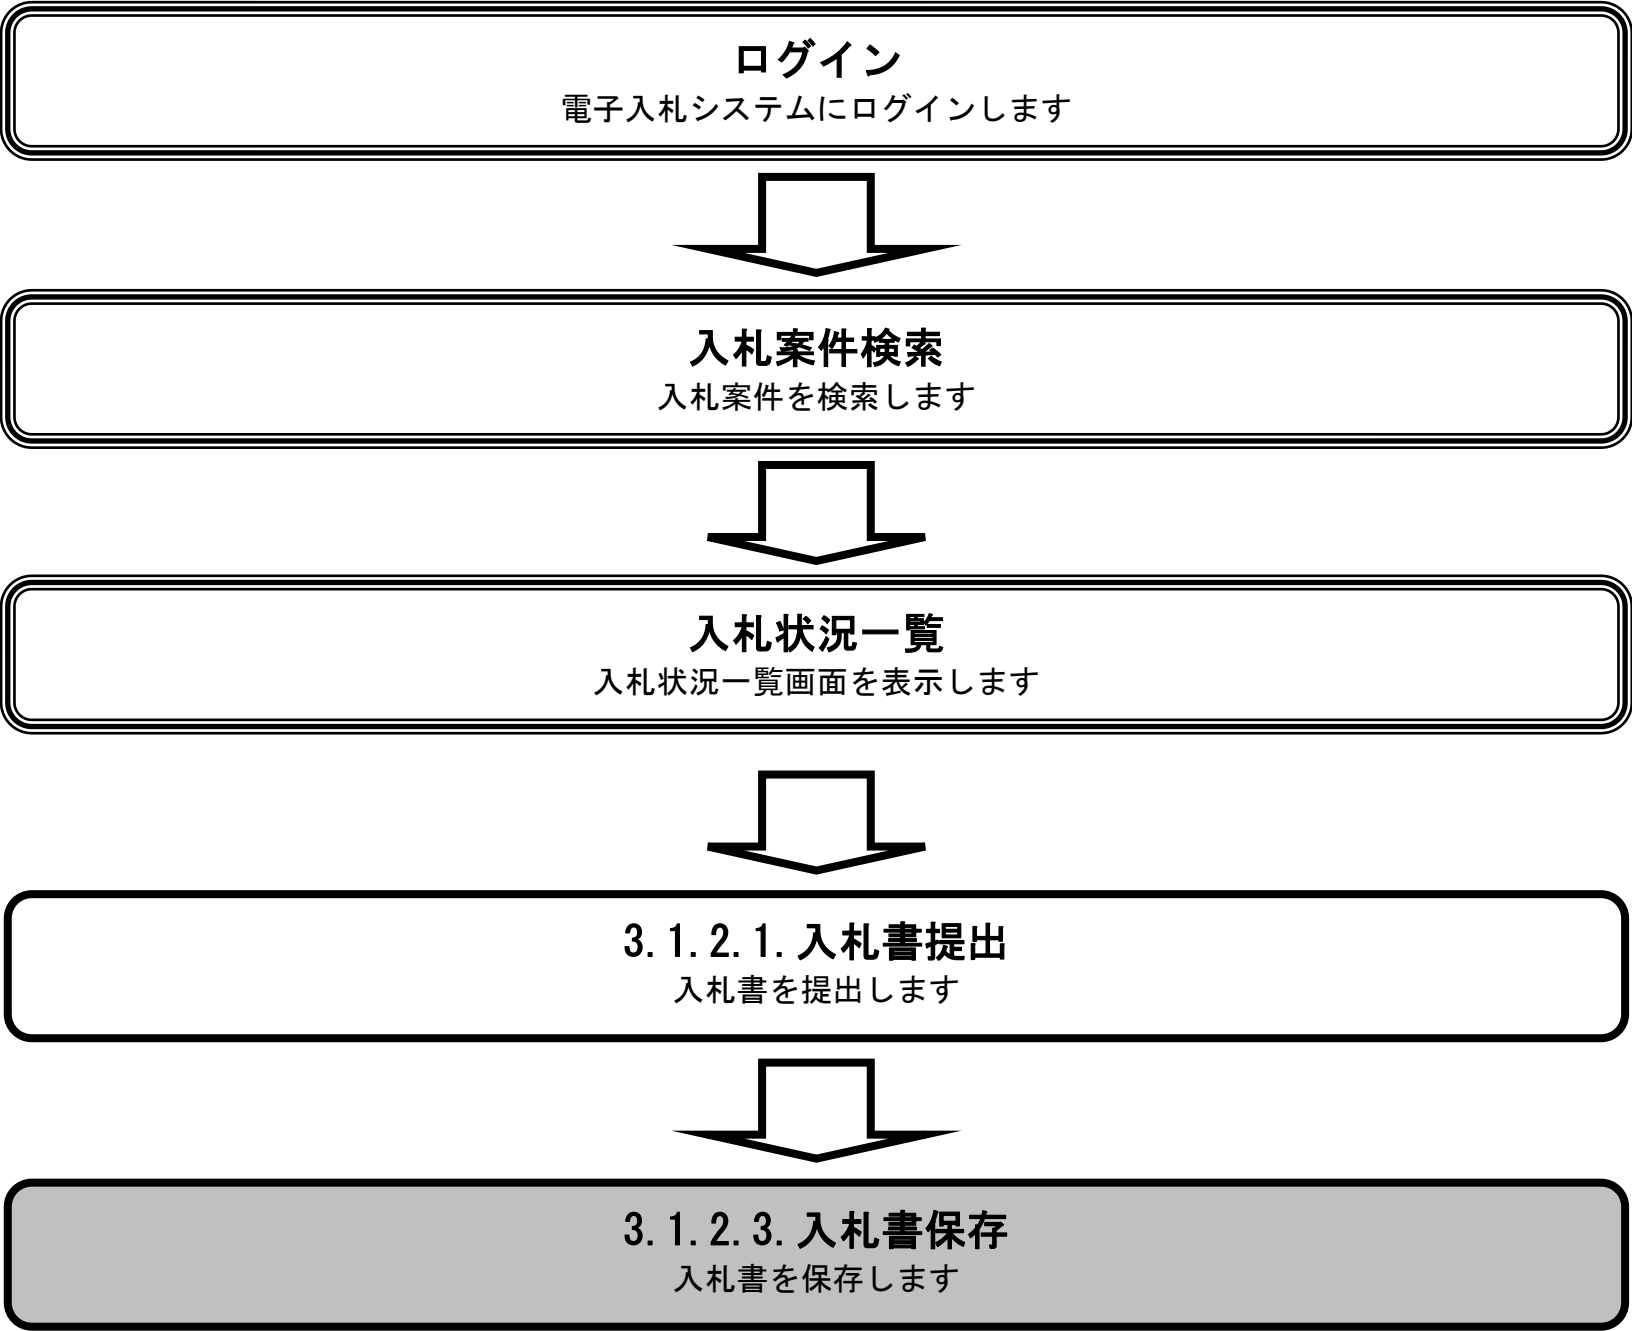 ログイン
電子入札システムにログインします
入札案件検索
入札案件を検索します
入札状況一覧
入札状況一覧画面を表示します
3.1.2.1.入札書提出
入札書を提出します
3.1.2.3.入札書保存
入札書を保存します